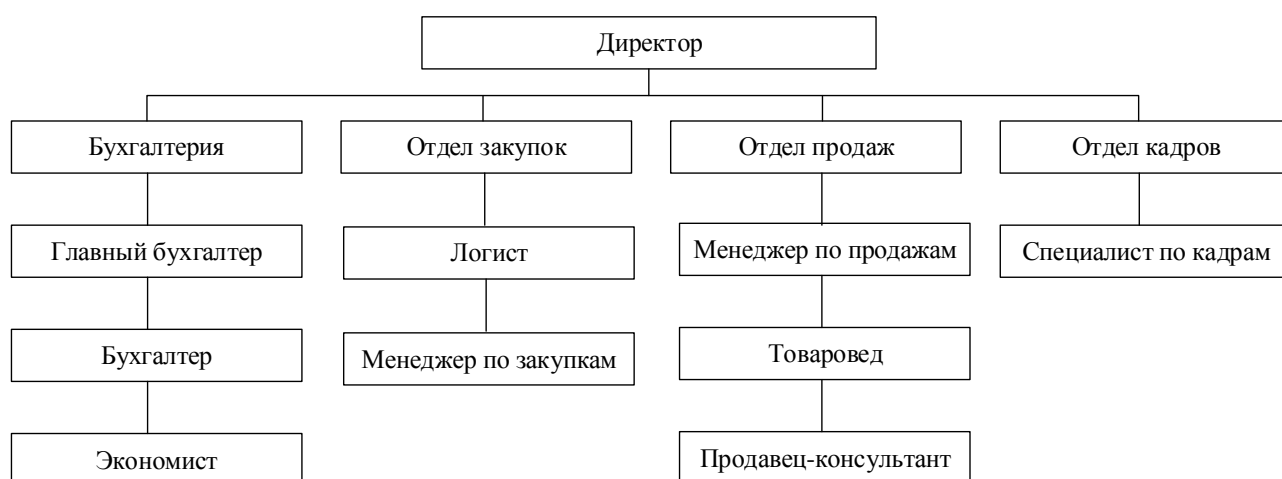 Директор
Бухгалтерия
Отдел закупок
Отдел продаж
Отдел кадров
Главный бухгалтер
Логист
Менеджер по продажам
Специалист по кадрам
Бухгалтер
Менеджер по закупкам
Товаровед
Экономист
Продавец-консультант